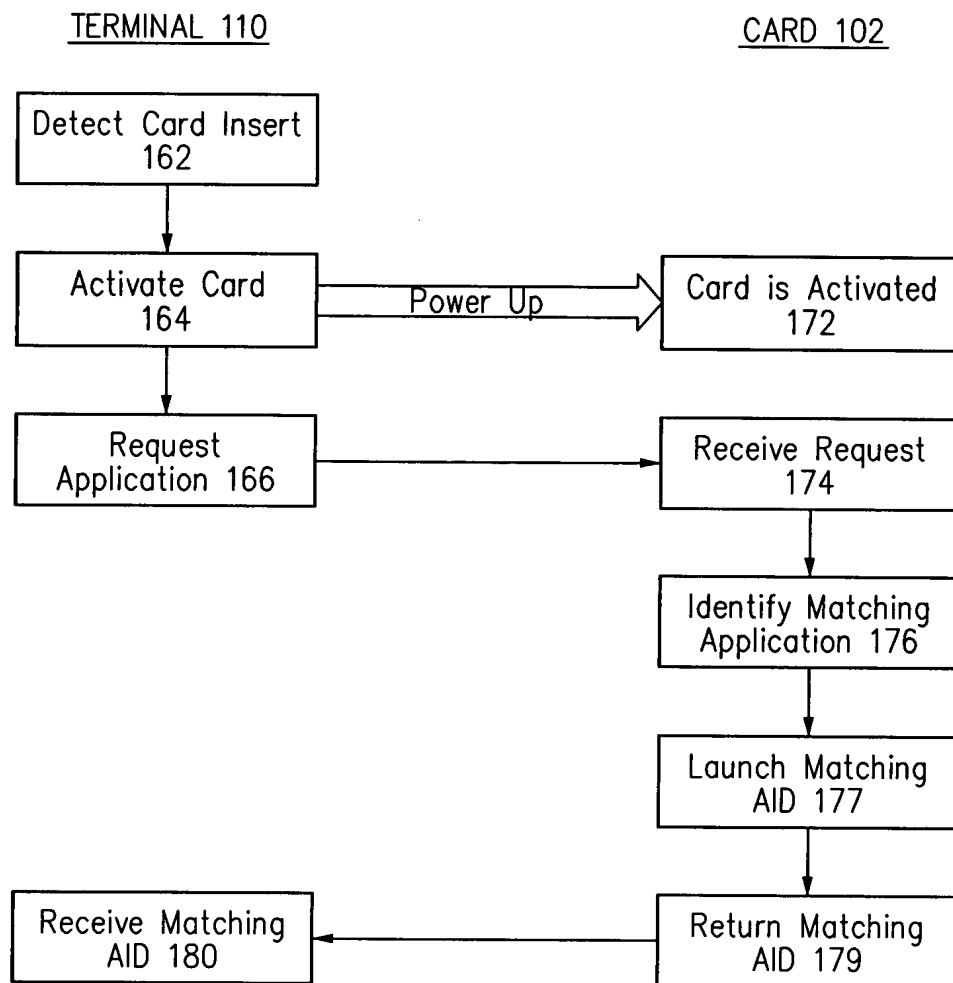 TERMINAL 110
CARD 102
Detect Card Insert
162
Activate Card
164
Power Up
Card is Activated
172
Request
Application 166
Receive Request
174
Identify Matching
Application 176
Launch Matching
AID 177
Return Matching
AID 179
Receive Matching
AID 180